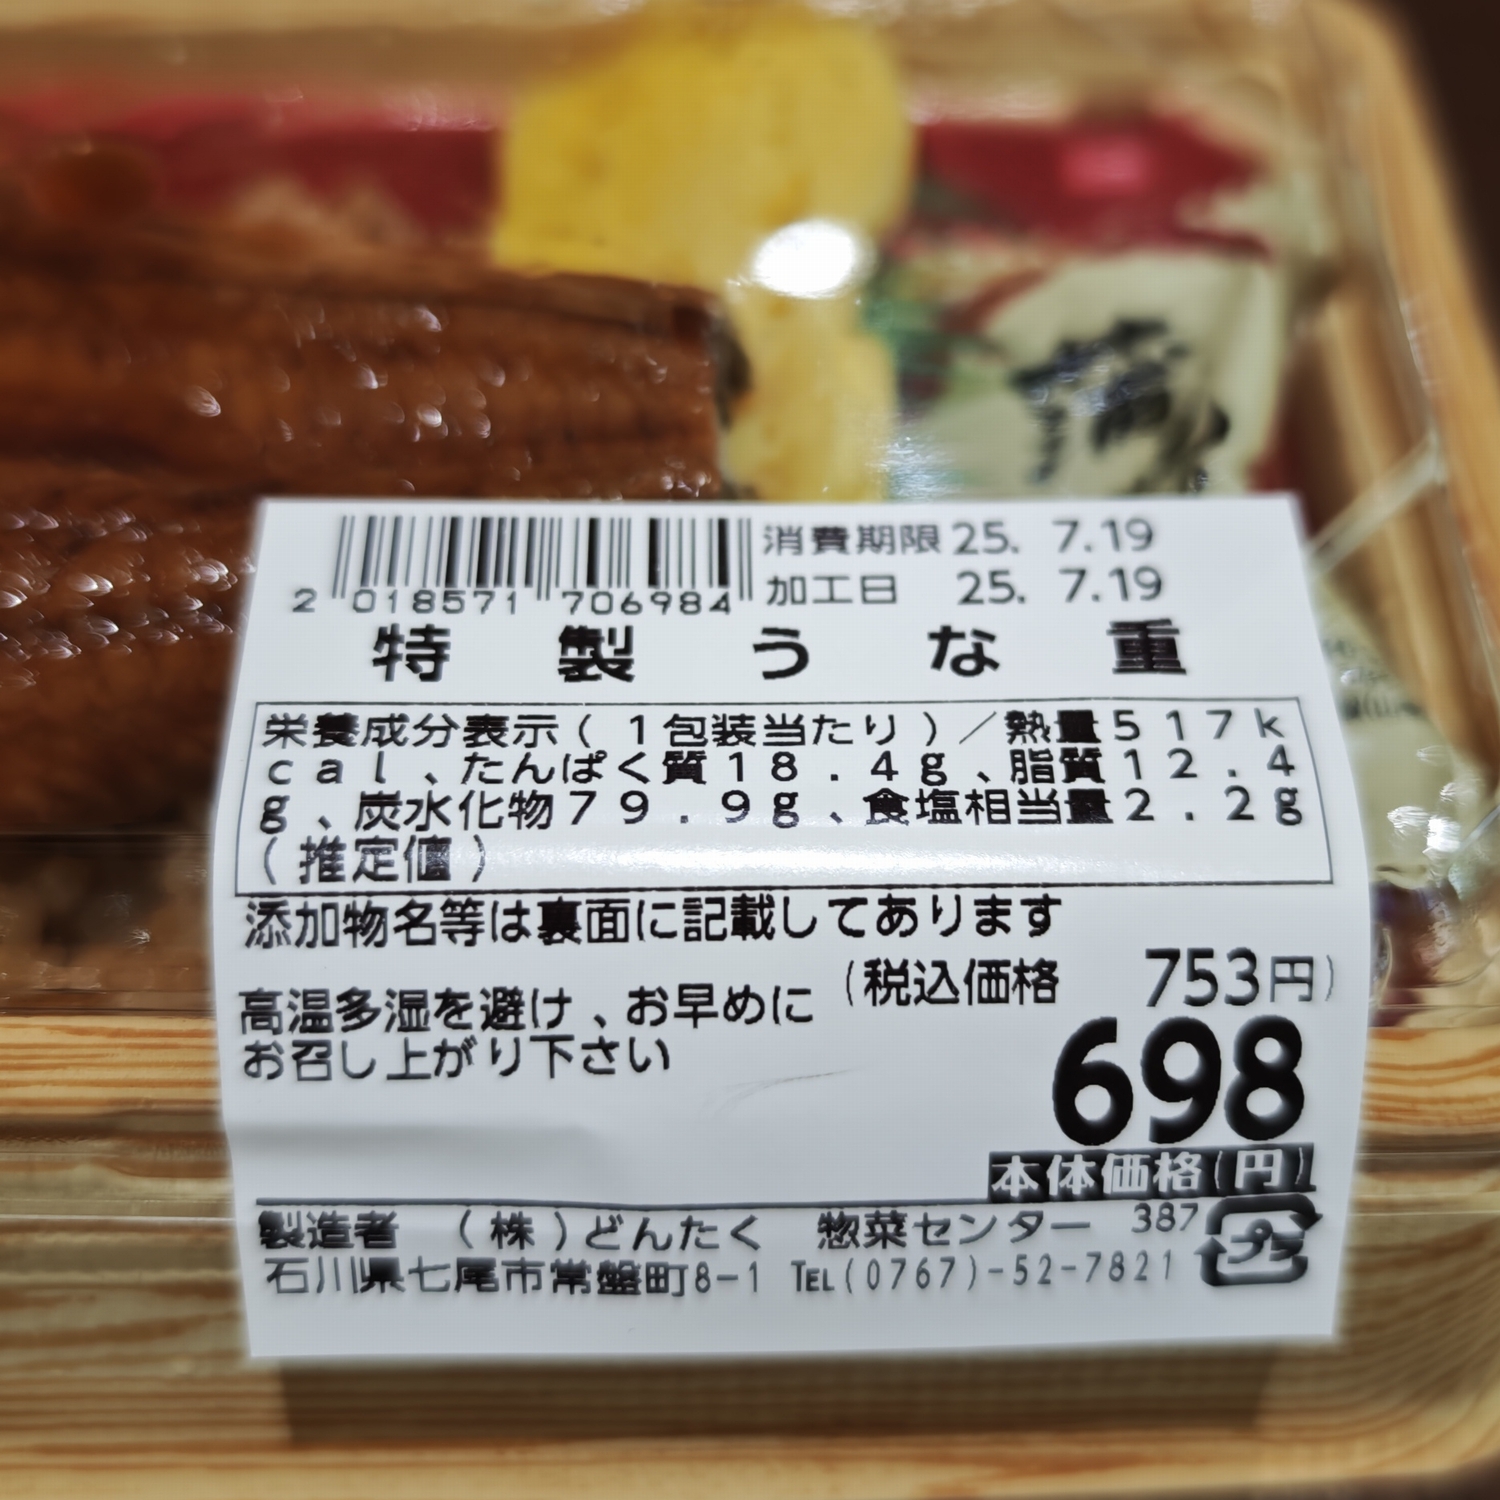 消費期限 25. 7.19
加工日 25. 7.19
2 018571 706984
特製うな重
栄養成分表示(1包装当たり)/熱量517k
cal、たんぱく質18.4g、脂質12.4
g、炭水化物79.9g、食塩相当量2.2g
(推定値)
添加物名等は裏面に記載してあります
(税込価格 753円)
高温多湿を避け、お早めに
お召し上がり下さい
698
本体価格(円)
製造者 (株)どんたく 惣菜センター 387
石川県七尾市常盤町8-1 TEL(0767)-52-7821
プラ